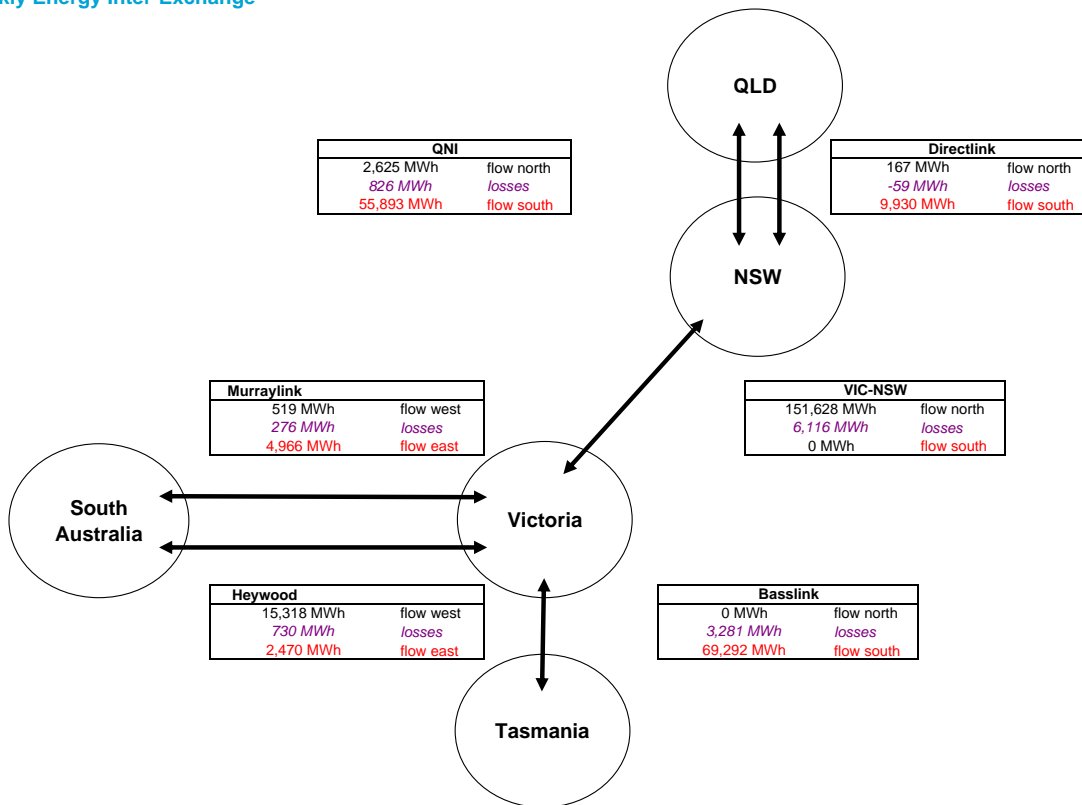 kly Energy Inter-Exchange
QLD
QNI
2,625 MWh flow north
826 MWh losses
55,893 MWh flow south
Directlink
167 MWh flow north
-59 MWh losses
9,930 MWh flow south
NSW
Murraylink
519 MWh flow west
276 MWh losses
4,966 MWh flow east
VIC-NSW
151,628 MWh flow north
6,116 MWh losses
0 MWh flow south
South
Australia
Victoria
Heywood
15,318 MWh flow west
730 MWh losses
2,470 MWh flow east
Basslink
0 MWh flow north
3,281 MWh losses
69,292 MWh flow south
Tasmania